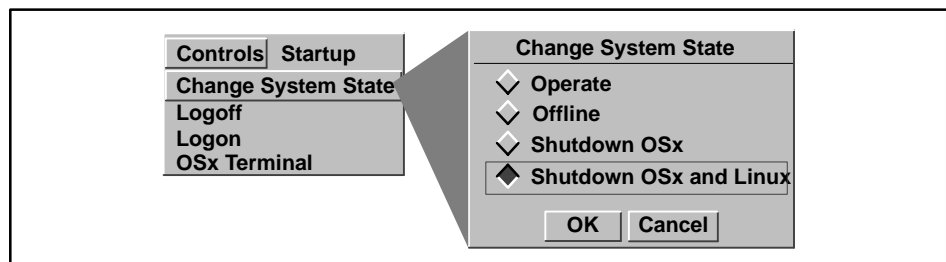 Controls Startup
Change System State
Logoff
Logon
OSx Terminal
Change System State
Operate
Offline
Shutdown OSx
Shutdown OSx and Linux
OK Cancel